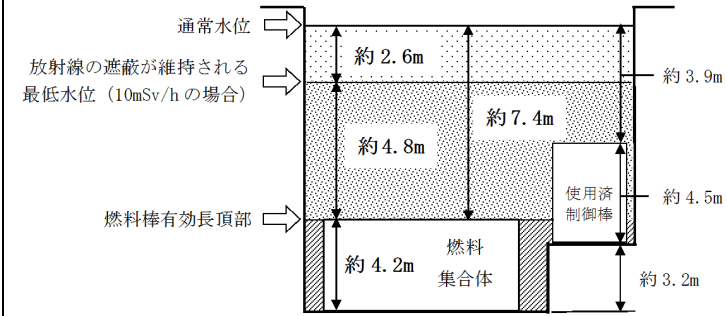 通常水位
約 2.6m
放射線の遮蔽が維持される
最低水位（10mSv/h の場合）
約 3.9m
約 7.4m
約 4.8m
使用済
制御棒
約 4.5m
燃料棒有効長頂部
約 4.2m
燃料
集合体
約 3.2m